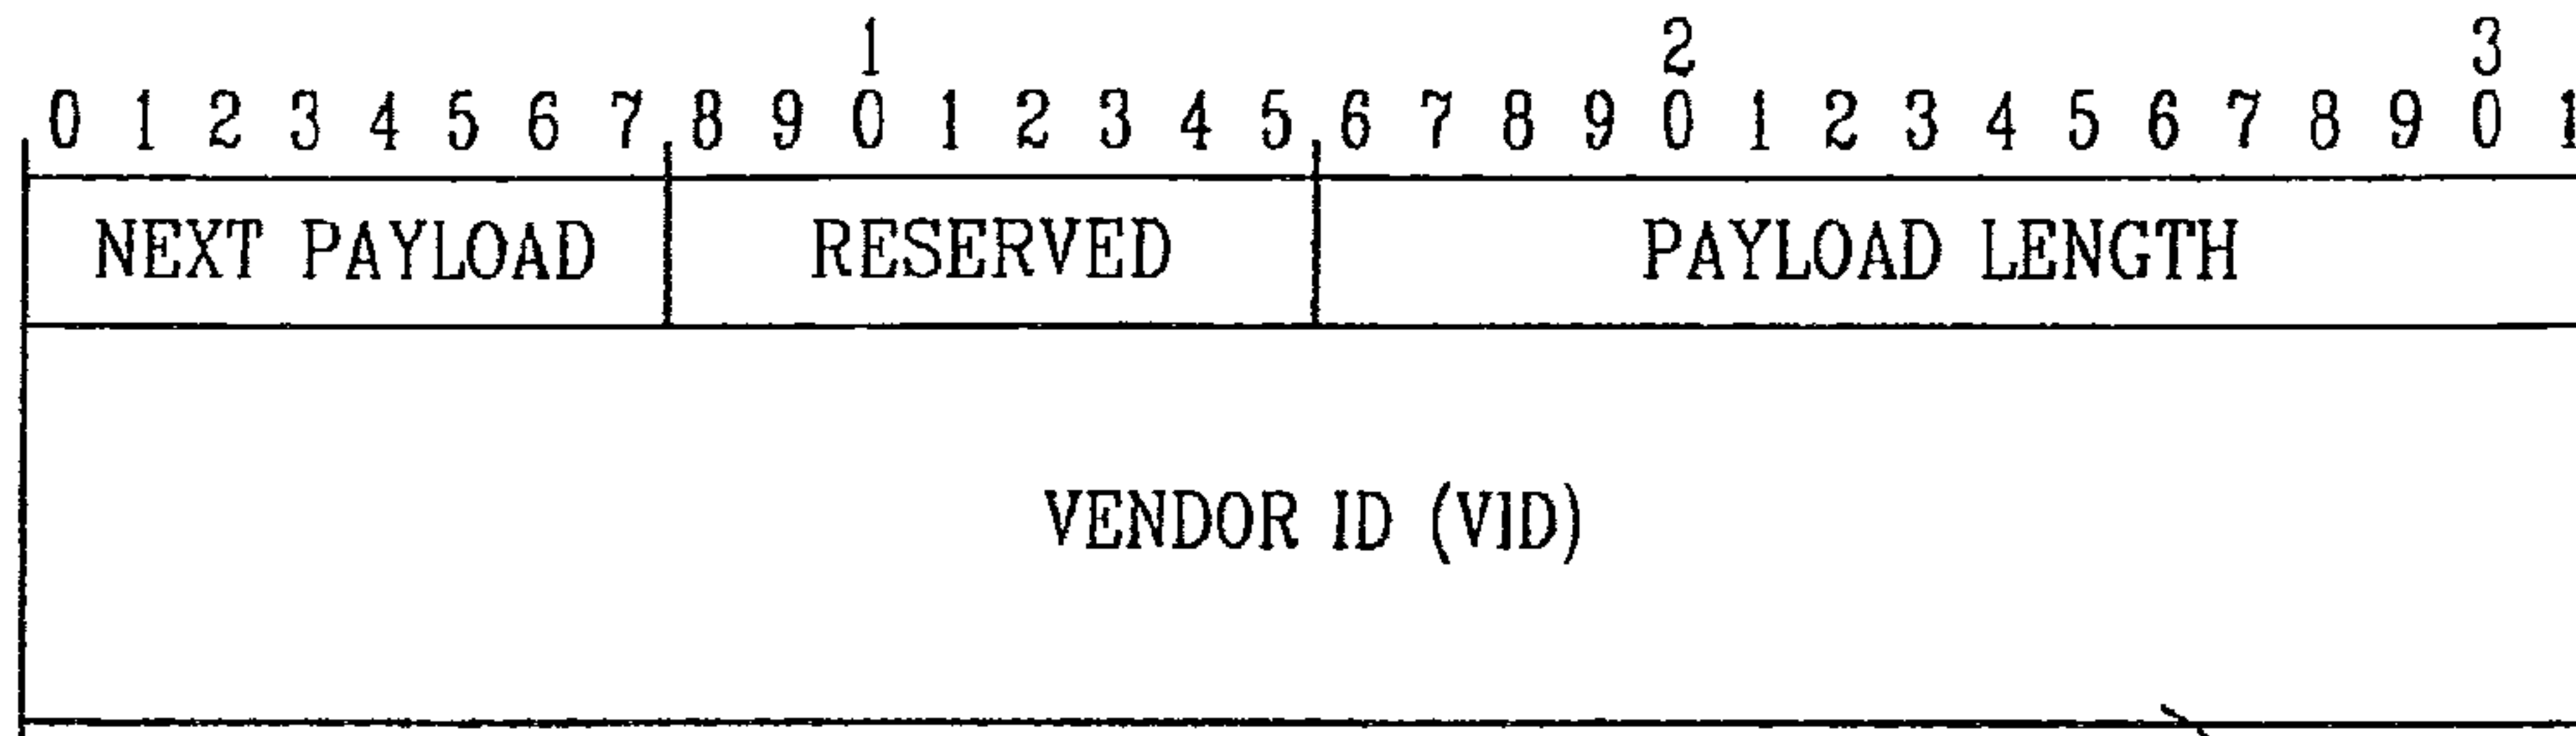 1 2 3
0 1 2 3 4 5 6 7 8 9 0 1 2 3 4 5 6 7 8 9 0 1 2 3 4 5 6 7 8 9 0 1
NEXT PAYLOAD RESERVED PAYLOAD LENGTH
VENDOR ID (VID)